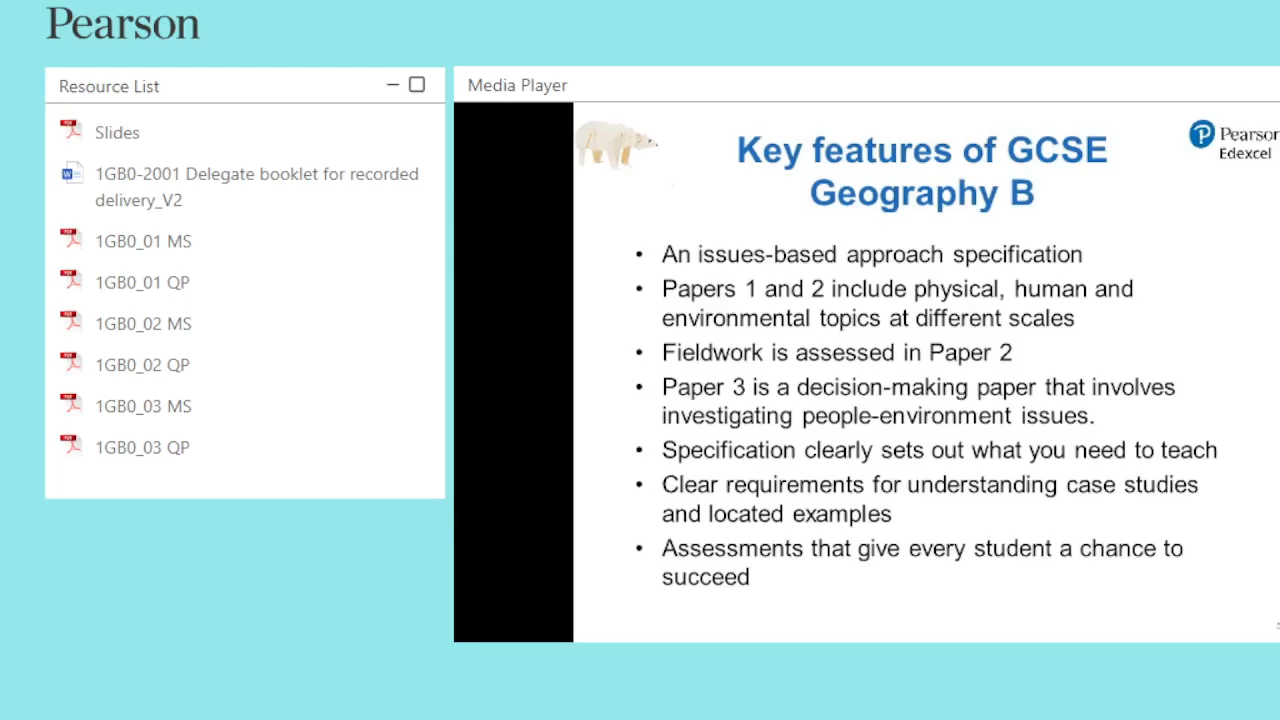 Pearson
Resource List
Slides
1GB0-2001 Delegate booklet for recorded
delivery_V2
1GB0_01 MS
1GB0_01 QP
1GB0_02 MS
1GB0_02 QP
1GB0_03 MS
1GB0_03 QP
Media Player
Key features of GCSE
Geography B
Pearson
Edexcel
• An issues-based approach specification
• Papers 1 and 2 include physical, human and
environmental topics at different scales
• Fieldwork is assessed in Paper 2
• Paper 3 is a decision-making paper that involves
investigating people-environment issues.
• Specification clearly sets out what you need to teach
• Clear requirements for understanding case studies
and located examples
• Assessments that give every student a chance to
succeed